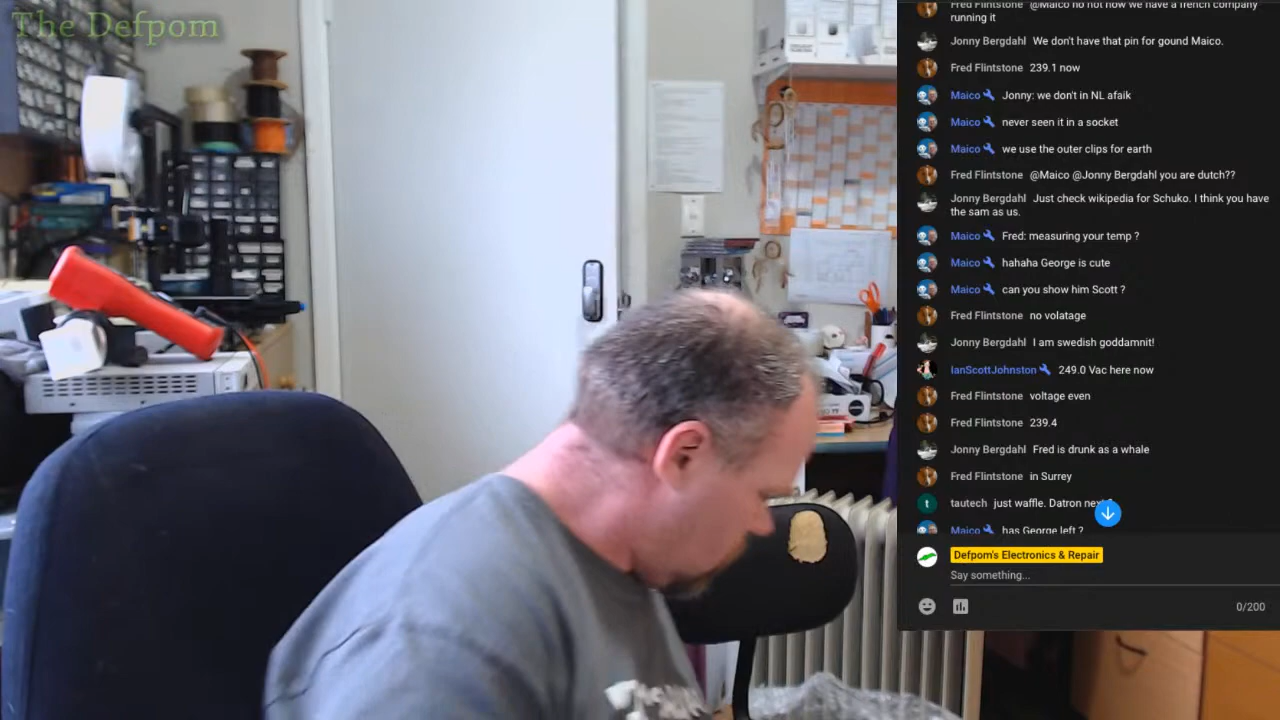 The Defpom
Fred Flintstone @Maico no not now we have a french company
running it
Jonny Bergdahl We don't have that pin for gound Maico.
Fred Flintstone 239.1 now
Maico Jonny: we don't in NL afaik
Maico never seen it in a socket
Maico we use the outer clips for earth
Fred Flintstone @Maico @Jonny Bergdahl you are dutch??
Jonny Bergdahl Just check wikipedia for Schuko. I think you have
the sam as us.
Maico Fred: measuring your temp ?
Maico hahaha George is cute
Maico can you show him Scott ?
Fred Flintstone no volatage
Jonny Bergdahl I am swedish goddamnit!
IanScottJohnston 249.0 Vac here now
Fred Flintstone voltage even
Fred Flintstone 239.4
Jonny Bergdahl Fred is drunk as a whale
Fred Flintstone in Surrey
t tautech just waffle. Datron next?
Maico has George left ?
Defpom's Electronics & Repair
Say something...
0/200